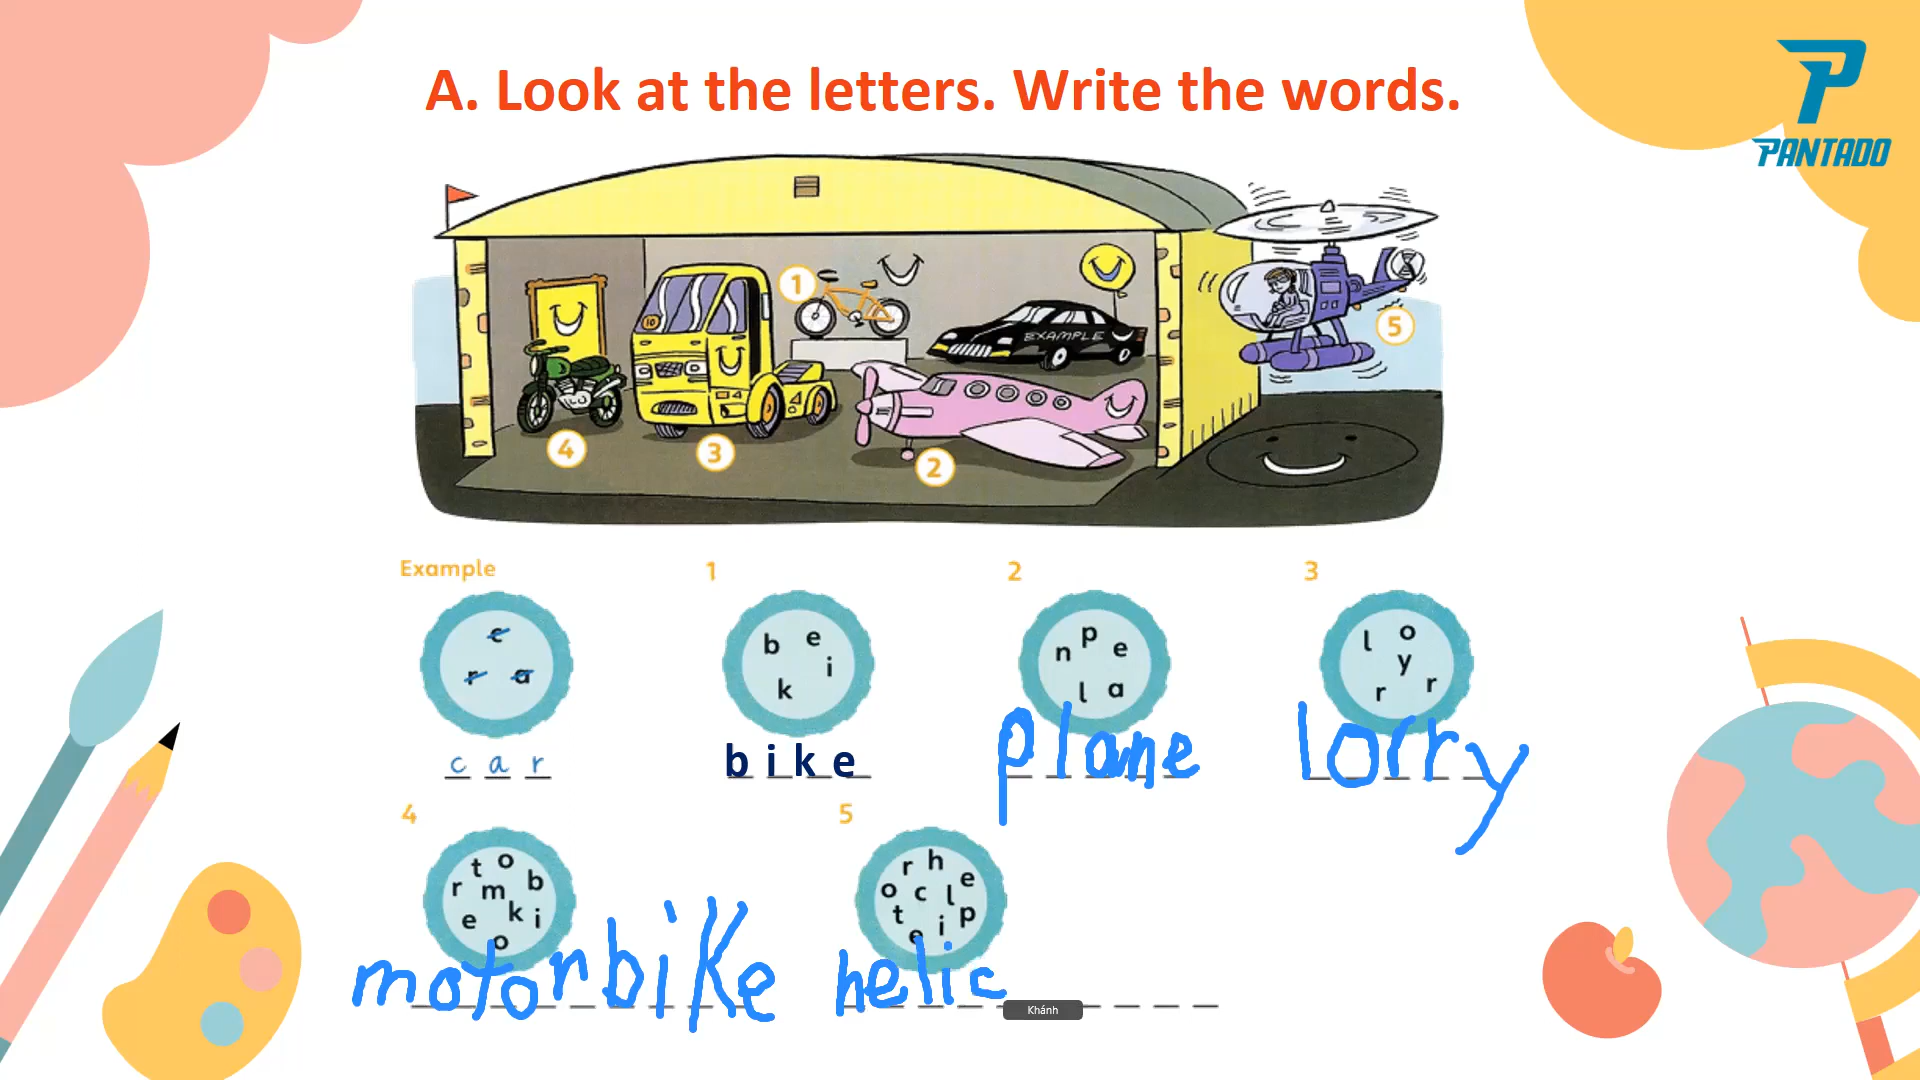 A. Look at the letters. Write the words.
PANTADO
10
1
EXAMPLE
5
4
3
2
Example
1
2
3
c
r a
b e
i
k
p
n e
l a
l o
y
r r
c a r
b i k e
plane
lorry
4
5
t o
r m b
e k i
o
r h
o c l e
t i p
e
motorbike
helic
Khánh